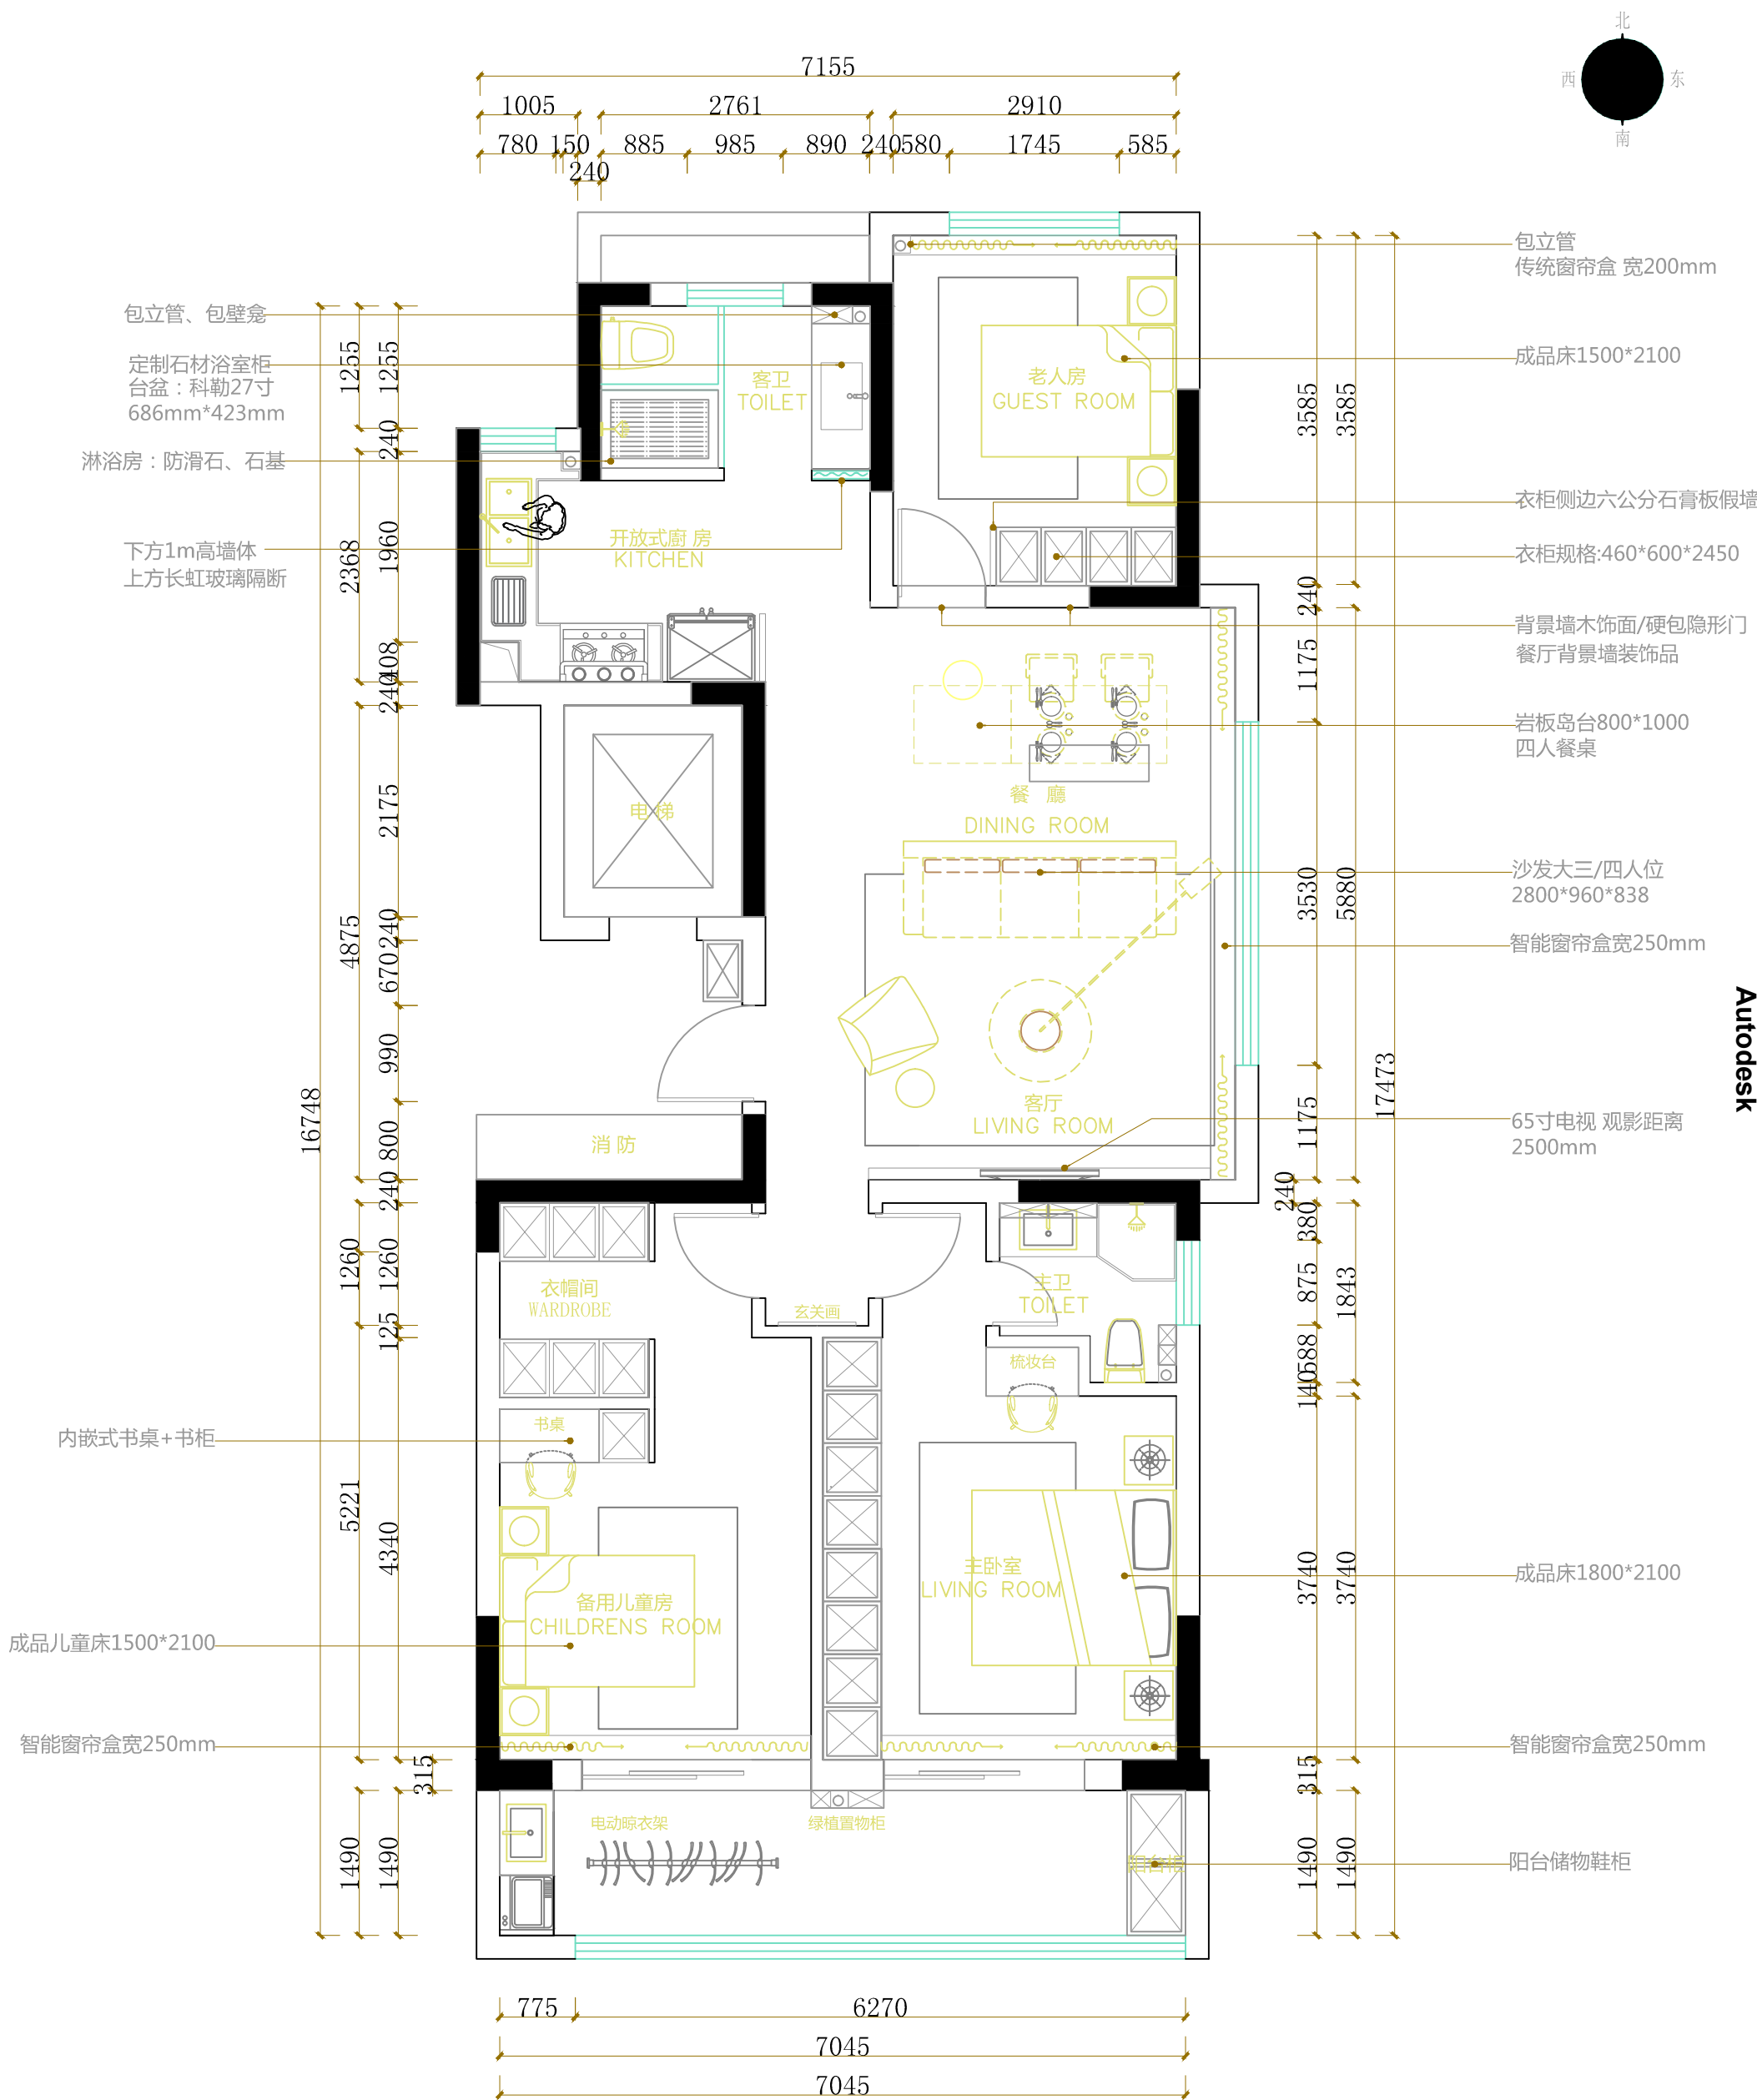 北
西
东
南
7155
1005
2761
2910
780
150
885
985
890
240
580
1745
585
240
包立管
传统窗帘盒 宽200mm
包立管、包壁龛
定制石材浴室柜
台盆：科勒27寸
686mm*423mm
成品床1500*2100
客卫
TOILET
老人房
GUEST ROOM
1255
1255
3585
3585
240
淋浴房：防滑石、石基
衣柜侧边六公分石膏板假墙
开放式廚 房
KITCHEN
下方1m高墙体
上方长虹玻璃隔断
衣柜规格:460*600*2450
2368
1960
240
背景墙木饰面/硬包隐形门
餐厅背景墙装饰品
408
240
1175
岩板岛台800*1000
四人餐桌
电 梯
餐 廳
DINING ROOM
2175
沙发大三/四人位
2800*960*838
3530
5880
4875
240
670
智能窗帘盒宽250mm
Autodesk
990
16748
17473
客厅
LIVING ROOM
65寸电视 观影距离
2500mm
消 防
800
1175
240
240
380
衣帽间
WARDROBE
主卫
TOILET
玄关画
1260
1260
875
1843
125
588
140
梳妆台
书桌
内嵌式书桌+书柜
5221
4340
3740
3740
主卧室
LIVING ROOM
成品床1800*2100
备用儿童房
CHILDRENS ROOM
成品儿童床1500*2100
智能窗帘盒宽250mm
智能窗帘盒宽250mm
315
315
电动晾衣架
绿植置物柜
1490
1490
1490
1490
阳台柜
阳台储物鞋柜
775
6270
7045
7045